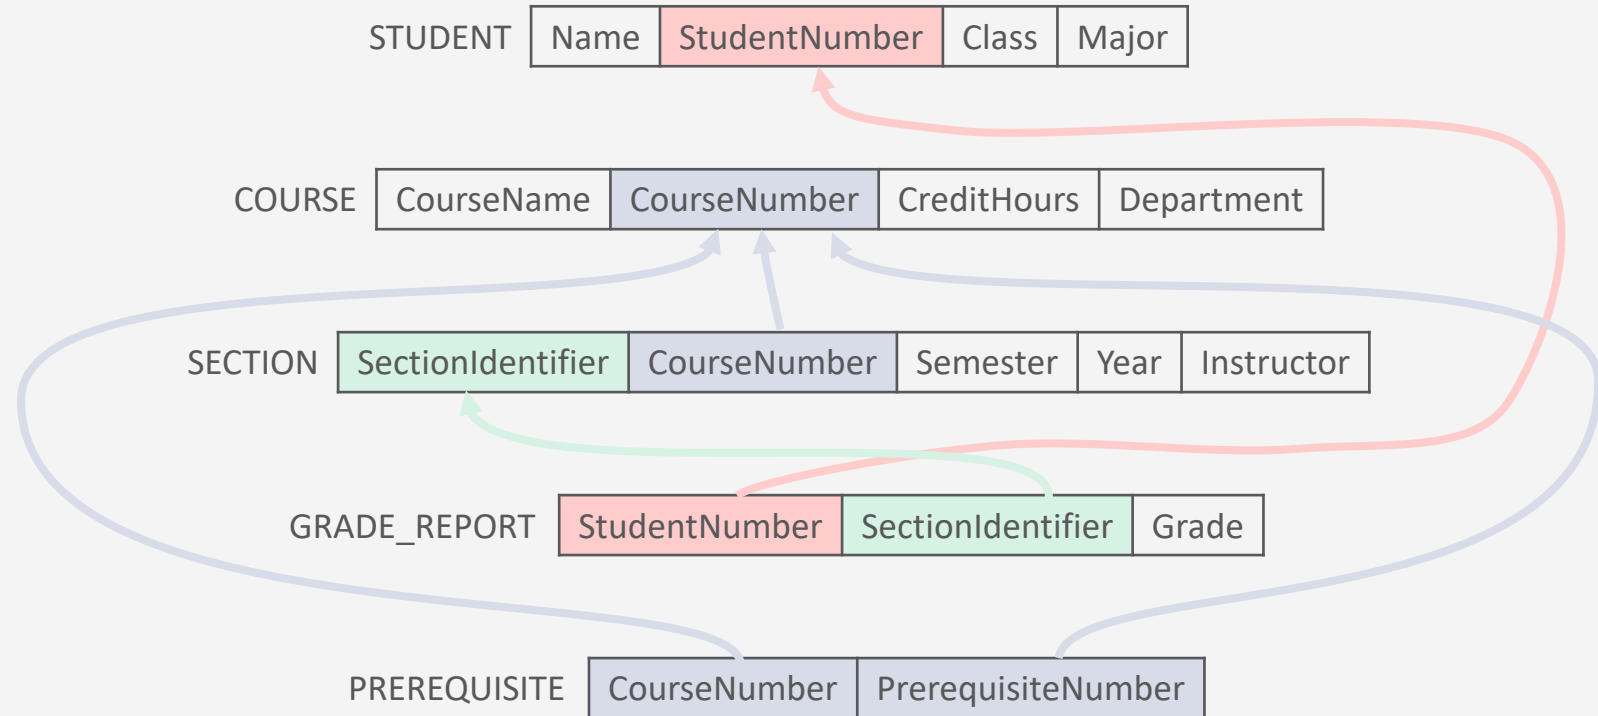 STUDENT Name StudentNumber Class Major
COURSE CourseName CourseNumber CreditHours Department
SECTION SectionIdentifier CourseNumber Semester Year Instructor
GRADE_REPORT StudentNumber SectionIdentifier Grade
PREREQUISITE CourseNumber PrerequisiteNumber